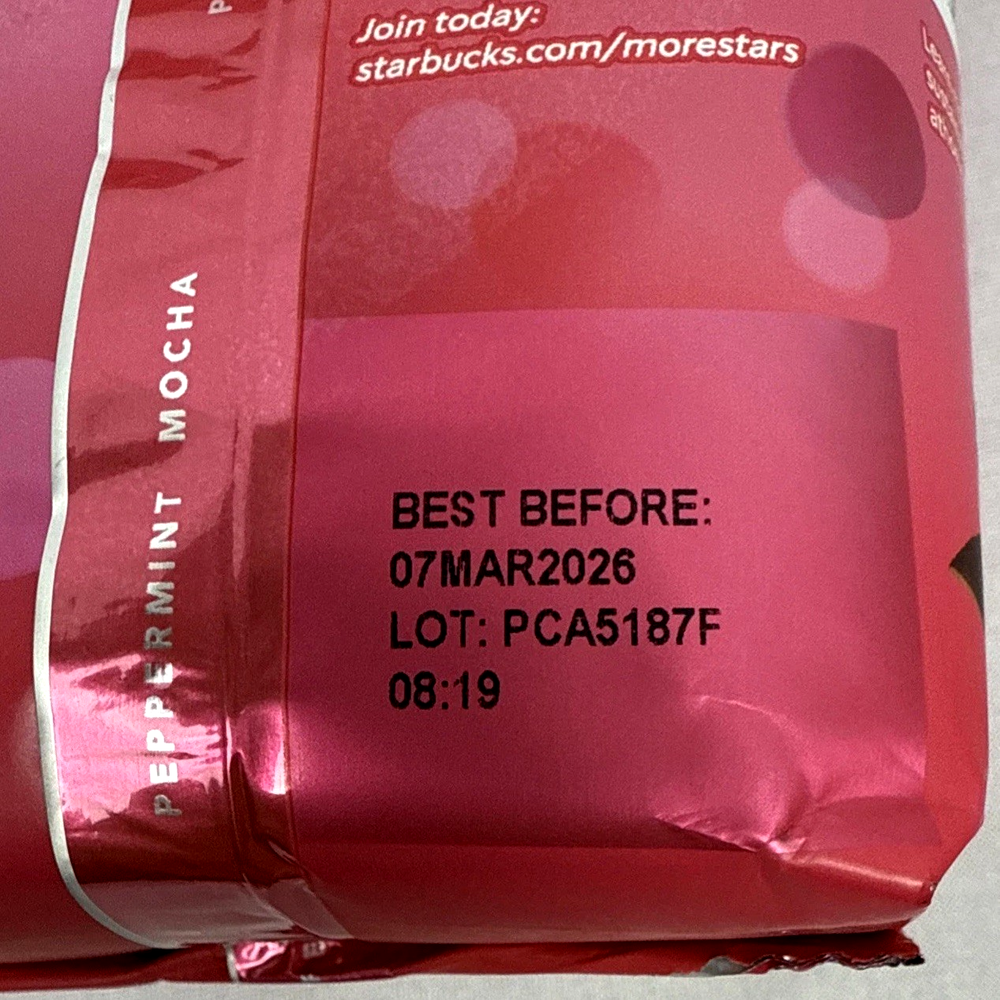 Join today:
starbucks.com/morestars
PEPPERMINT MOCHA
BEST BEFORE:
07MAR2026
LOT: PCA5187F
08:19